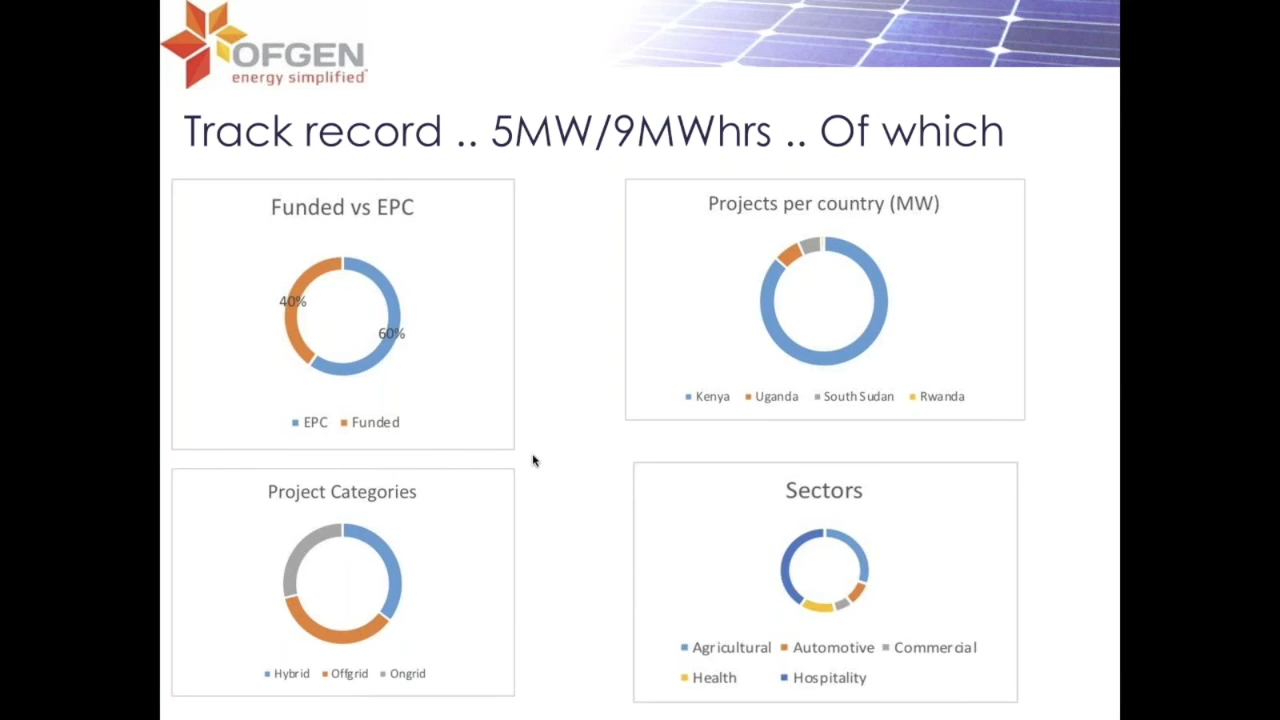 OFGEN
energy simplified
Track record .. 5MW/9MWhrs .. Of which
Funded vs EPC
40%
60%
EPC Funded
Projects per country (MW)
Kenya Uganda South Sudan Rwanda
Project Categories
Hybrid Offgrid Ongrid
Sectors
Agricultural Automotive Commercial
Health Hospitality